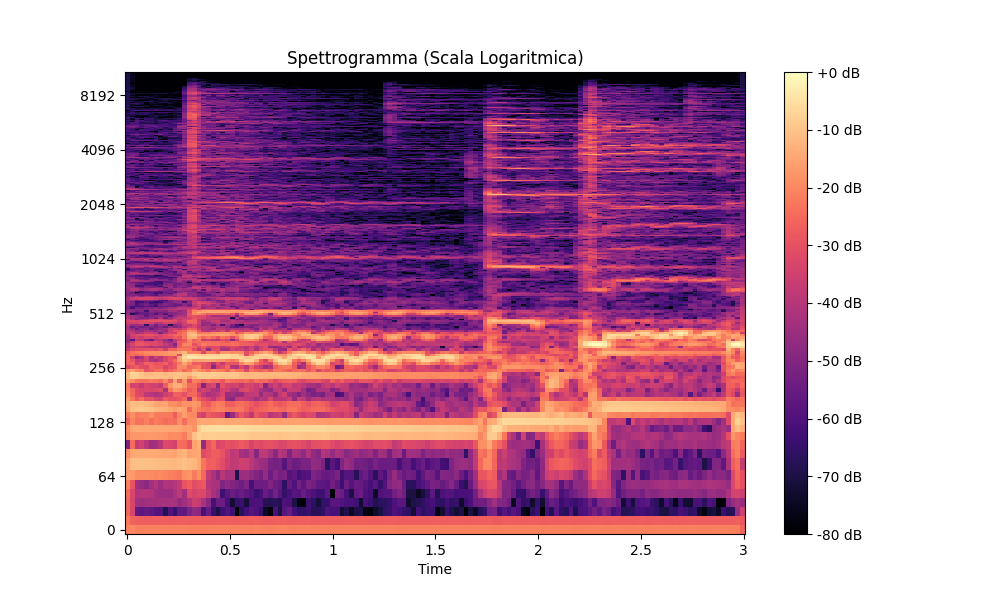 Spettrogramma (Scala Logaritmica)
Hz
8192
4096
2048
1024
512
256
128
64
0
0
0.5
1
1.5
2
2.5
3
Time
+0 dB
-10 dB
-20 dB
-30 dB
-40 dB
-50 dB
-60 dB
-70 dB
-80 dB